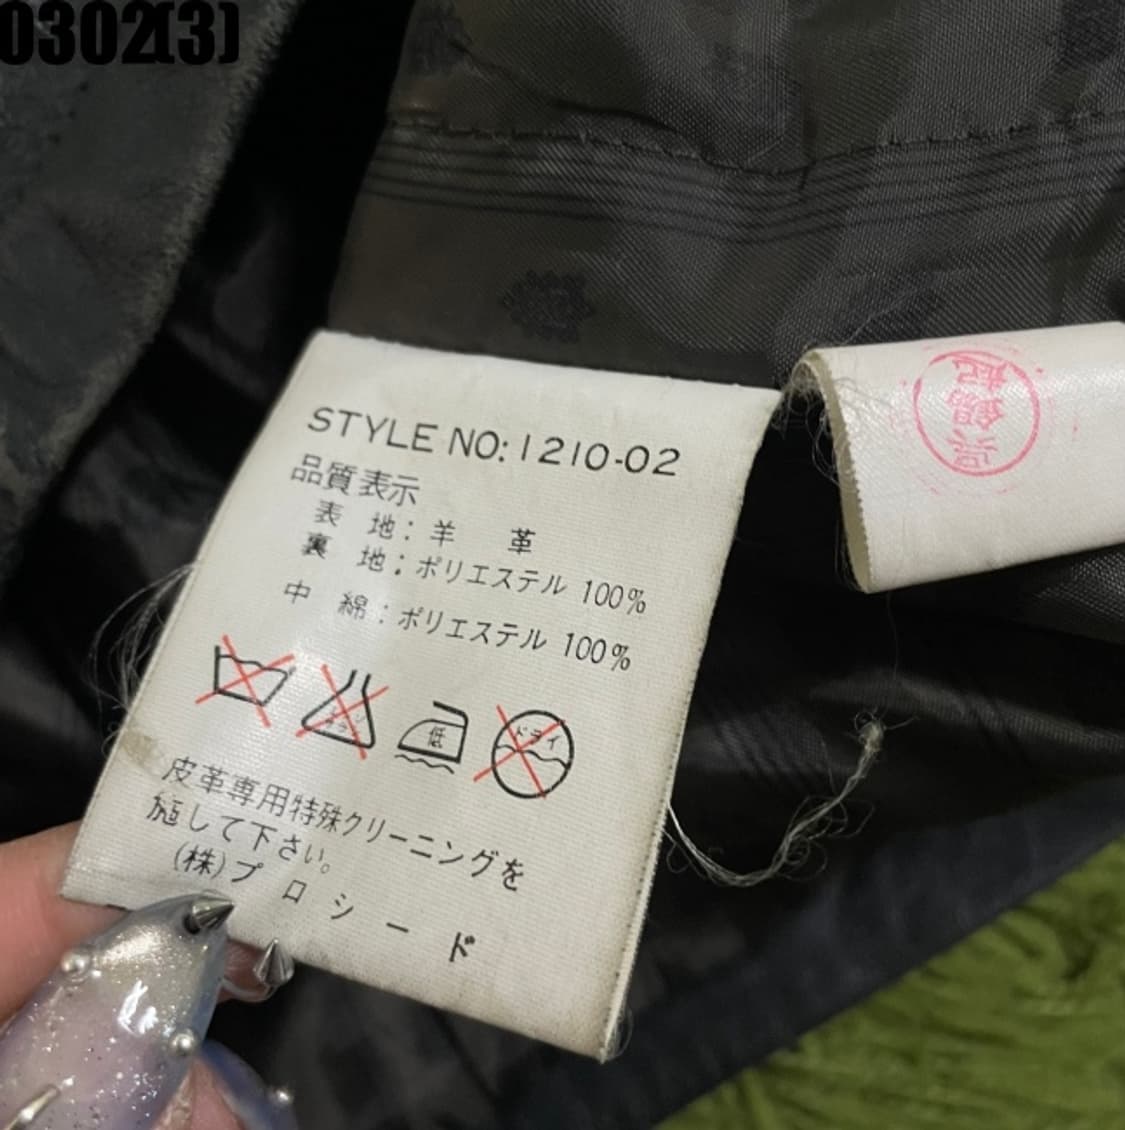 0302(3)
STYLE NO: 1210-02
品質表示
表 地: 羊 革
裏 地: ポリエステル 100%
中 綿: ポリエステル 100%
低
ドライ
皮革専用特殊クリーニングを
施して下さい。
(株)プロシード
呉錫起